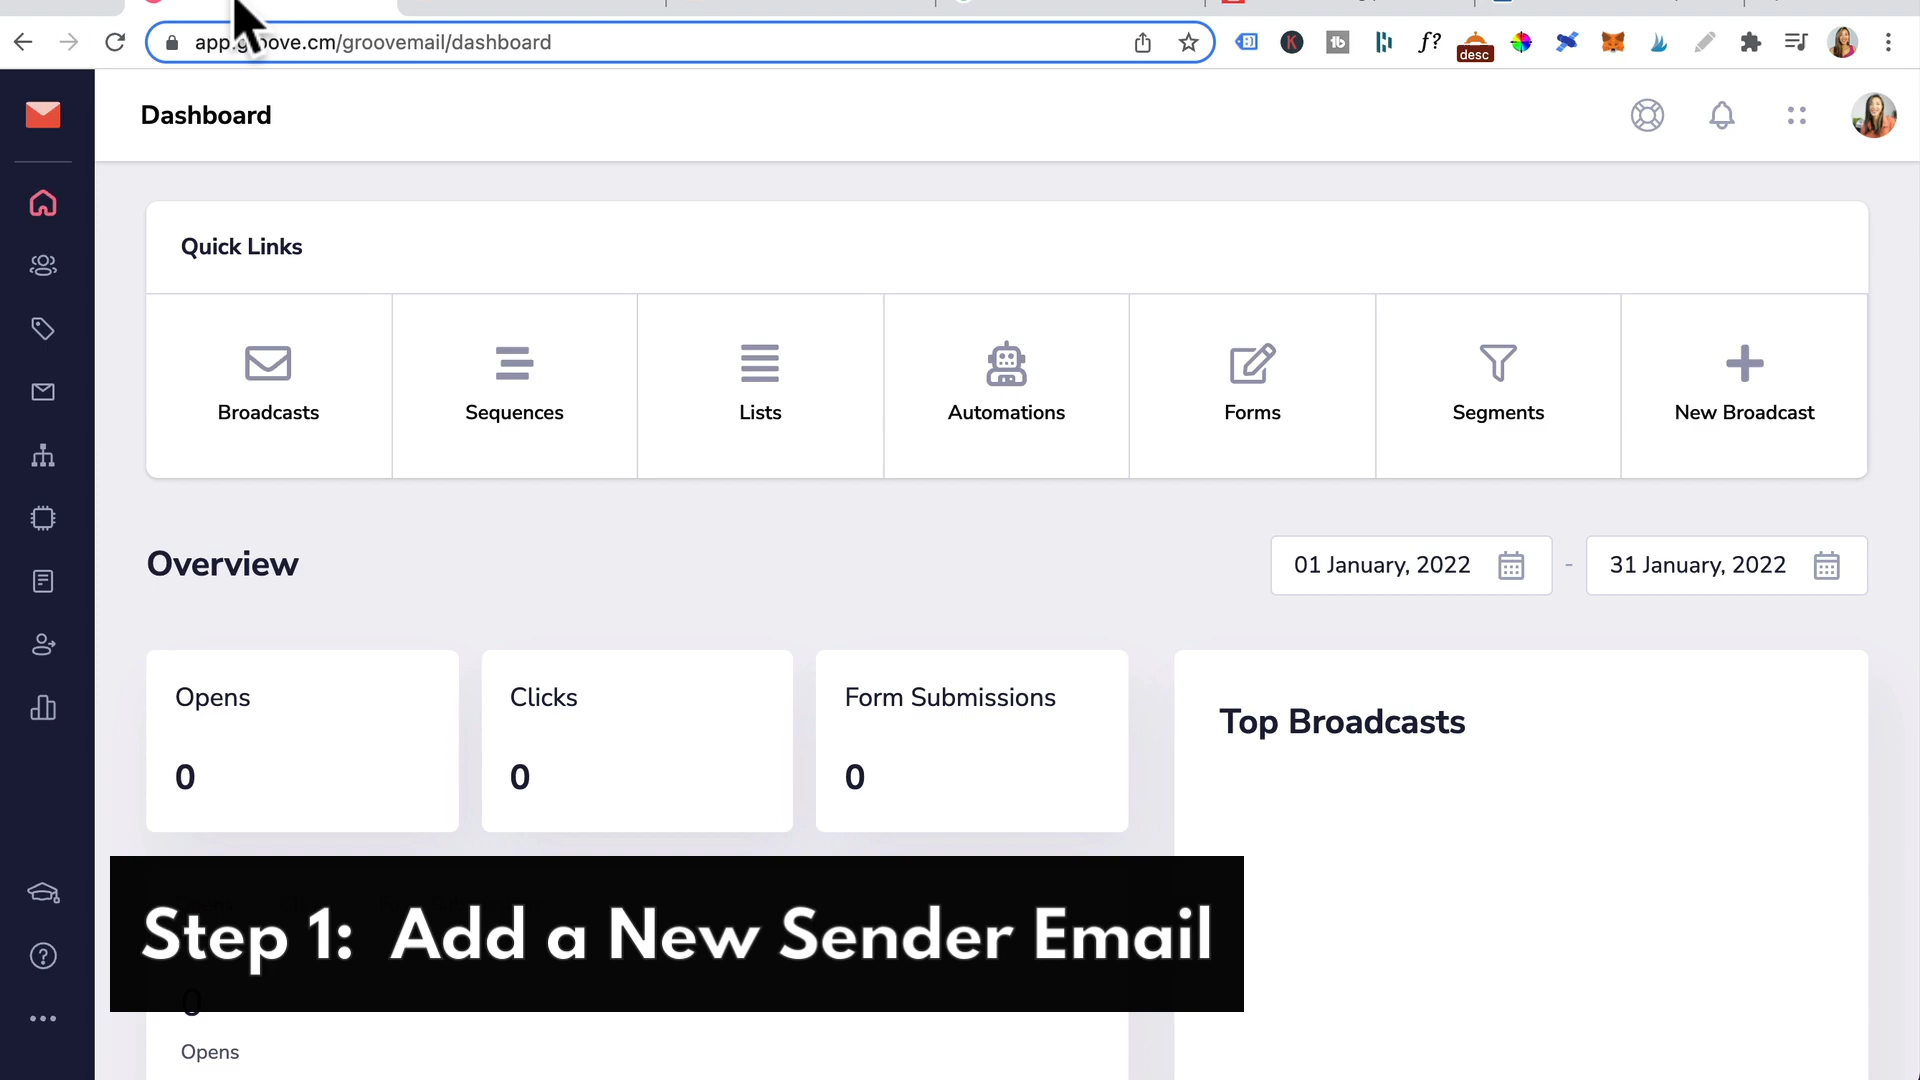 app.groove.cm/groovemail/dashboard
f?
desc
Dashboard
Quick Links
Broadcasts
Sequences
Lists
Automations
Forms
Segments
New Broadcast
Overview
01 January, 2022
-
31 January, 2022
Opens
Clicks
Form Submissions
Top Broadcasts
0
0
0
Step 1: Add a New Sender Email
0
Opens